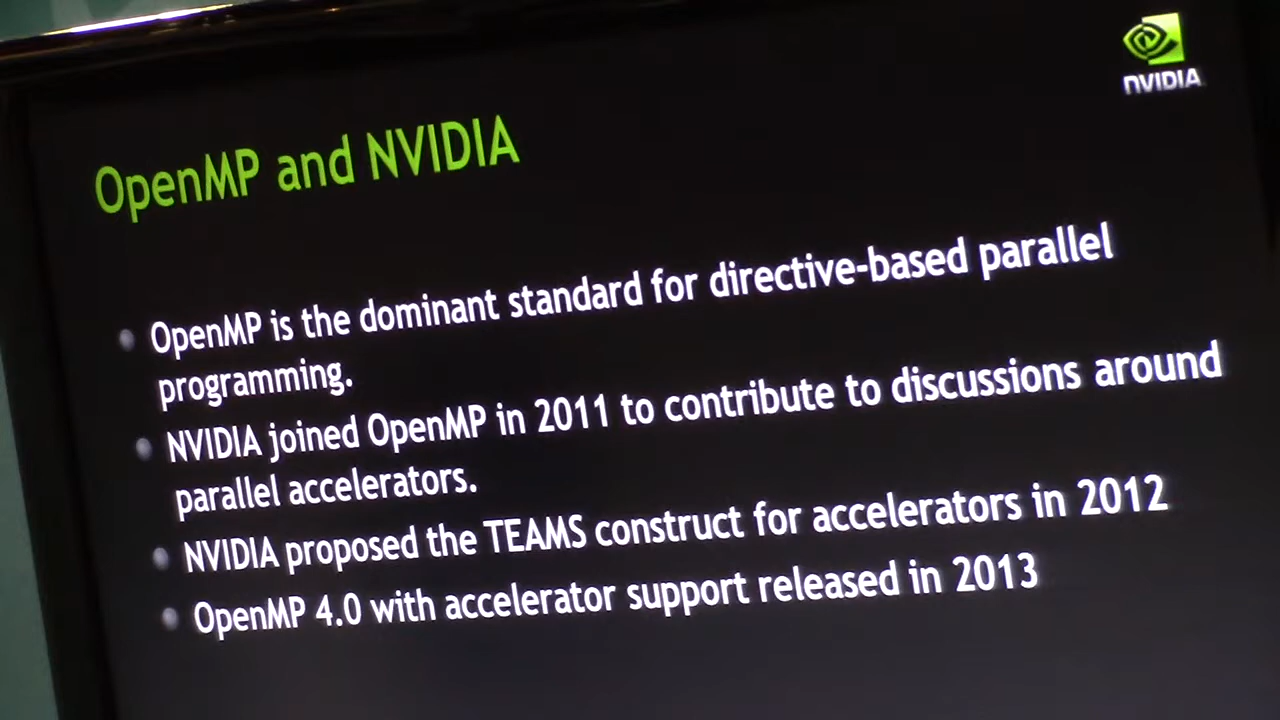 NVIDIA
OpenMP and NVIDIA
• OpenMP is the dominant standard for directive-based parallel
programming.
• NVIDIA joined OpenMP in 2011 to contribute to discussions around
parallel accelerators.
• NVIDIA proposed the TEAMS construct for accelerators in 2012
• OpenMP 4.0 with accelerator support released in 2013